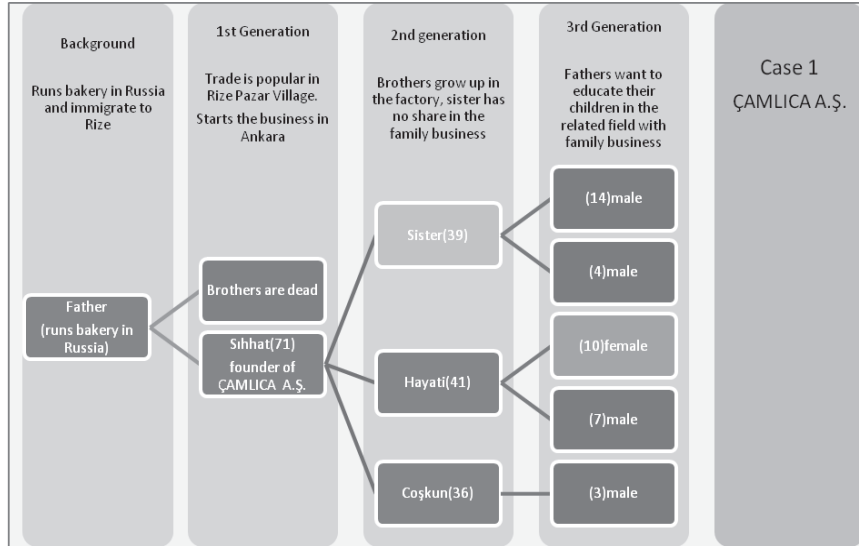 Background
Runs bakery in Russia
and immigrate to
Rize
1st Generation
Trade is popular in
Rize Pazar Village.
Starts the business in
Ankara
2nd generation
Brothers grow up in
the factory, sister has
no share in the
family business
3rd Generation
Fathers want to
educate their
children in the
related field with
family business
Case 1
ÇAMLICA A.Ş.
Father
(runs bakery in
Russia)
Brothers are dead
Sıhhat(71)
founder of
ÇAMLICA A.Ş.
Sister(39)
Hayati(41)
Coşkun(36)
(14)male
(4)male
(10)female
(7)male
(3)male